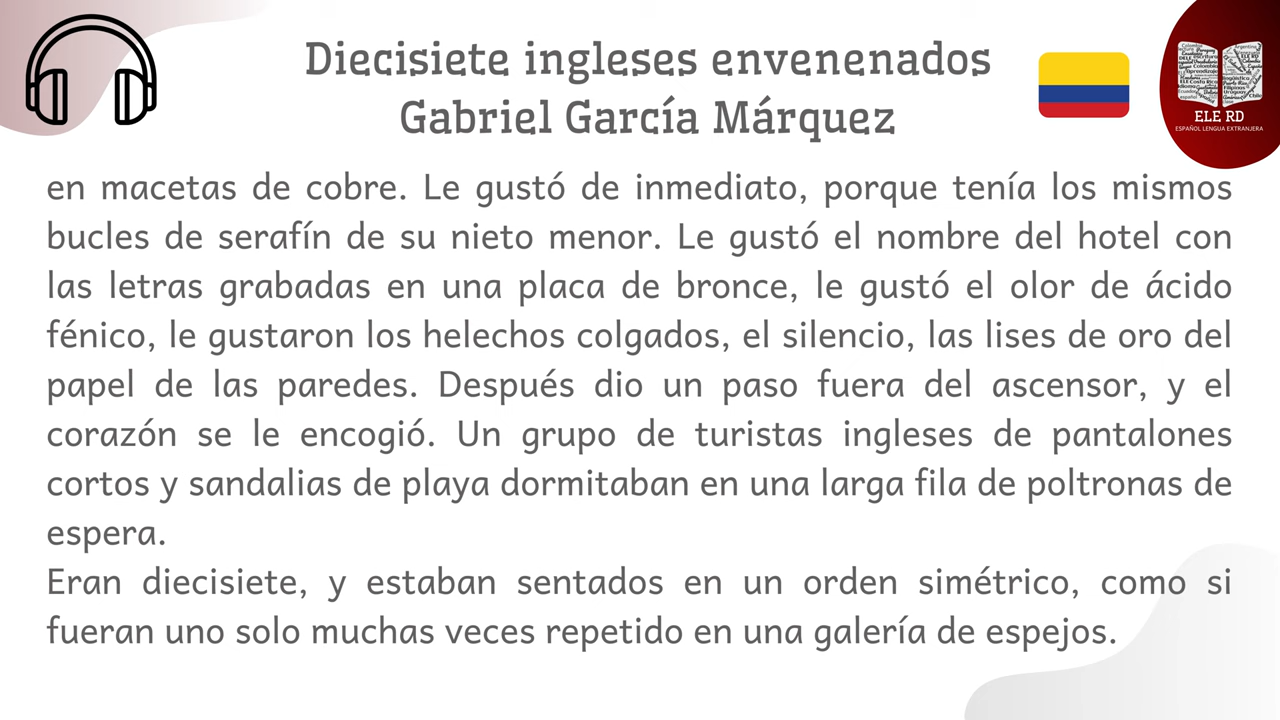 Diecisiete ingleses envenenados
Gabriel García Márquez
ELE RD
ESPAÑOL LENGUA EXTRANJERA
en macetas de cobre. Le gustó de inmediato, porque tenía los mismos
bucles de serafín de su nieto menor. Le gustó el nombre del hotel con
las letras grabadas en una placa de bronce, le gustó el olor de ácido
fénico, le gustaron los helechos colgados, el silencio, las lises de oro del
papel de las paredes. Después dio un paso fuera del ascensor, y el
corazón se le encogió. Un grupo de turistas ingleses de pantalones
cortos y sandalias de playa dormitaban en una larga fila de poltronas de
espera.
Eran diecisiete, y estaban sentados en un orden simétrico, como si
fueran uno solo muchas veces repetido en una galería de espejos.